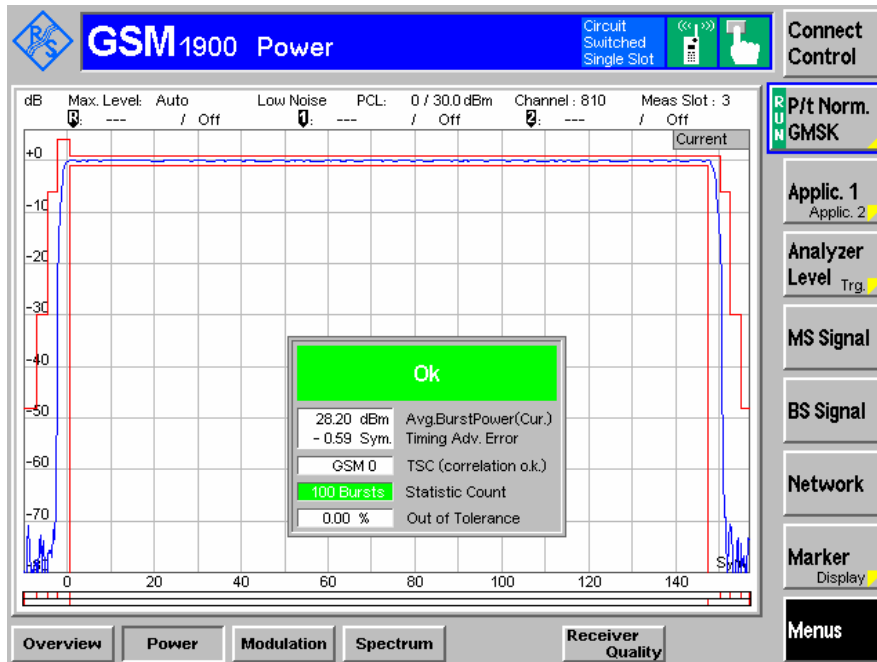 R&S
GSM 1900 Power
Circuit
Switched
Single Slot
Connect
Control
dB Max. Level: Auto Low Noise PCL: 0 / 30.0 dBm Channel : 810 Meas Slot : 3
R: --- / Off 1: --- / Off 2: --- / Off
Current
RUN
P/t Norm.
GMSK
Applic. 1
Applic. 2
Analyzer
Level Trg.
MS Signal
BS Signal
Network
Marker
Display
Menus
+0
-10
-20
-30
-40
-50
-60
-70
Ok
28.20 dBm Avg.BurstPower(Cur.)
- 0.59 Sym. Timing Adv. Error
GSM 0 TSC (correlation o.k.)
100 Bursts Statistic Count
0.00 % Out of Tolerance
0 20 40 60 80 100 120 140
Overview Power Modulation Spectrum Receiver
Quality